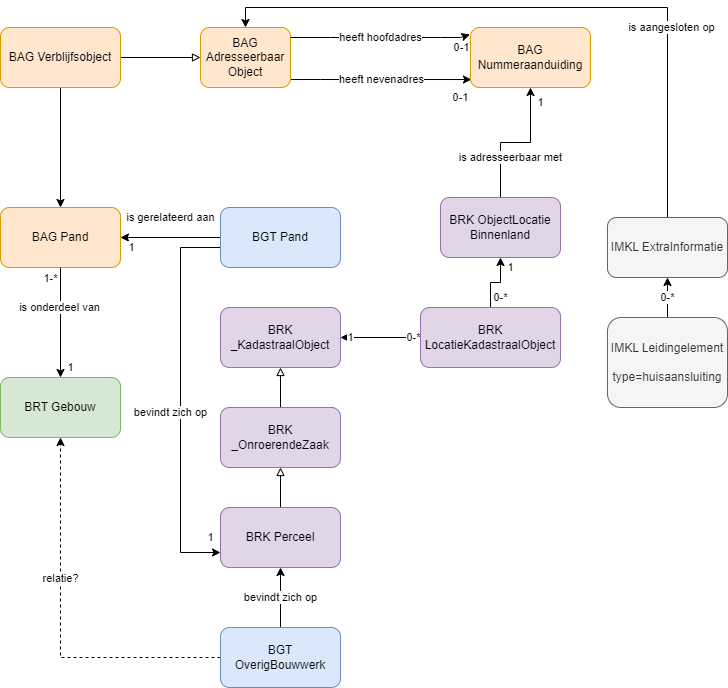 is aangesloten op
BAG Verblijfsobject
BAG
Adresseerbaar
Object
heeft hoofdadres
0-1
heeft nevenadres
0-1
BAG
Nummeraanduiding
1
is adresseerbaar met
BAG Pand
is gerelateerd aan
1
BGT Pand
BRK ObjectLocatie
Binnenland
IMKL ExtraInformatie
1-*
is onderdeel van
1
1
0-*
0-*
BRK
_KadastraalObject
1
0-*
BRK
LocatieKadastraalObject
IMKL Leidingelement
type=huisaansluiting
BRT Gebouw
bevindt zich op
BRK
_OnroerendeZaak
1
BRK Perceel
relatie?
bevindt zich op
BGT
OverigBouwwerk